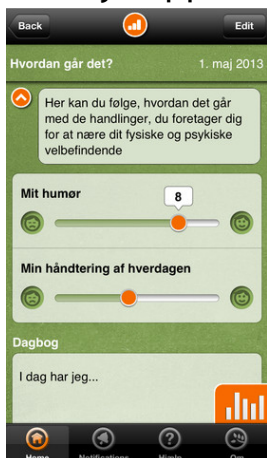 Back
Edit
Hvordan går det?
1. maj 2013
Her kan du følge, hvordan det går
med de handlinger, du foretager dig
for at nære dit fysiske og psykiske
velbefindende
Mit humør
8
Min håndtering af hverdagen
Dagbog
I dag har jeg...
Home
Notifications
Hjælp
Om